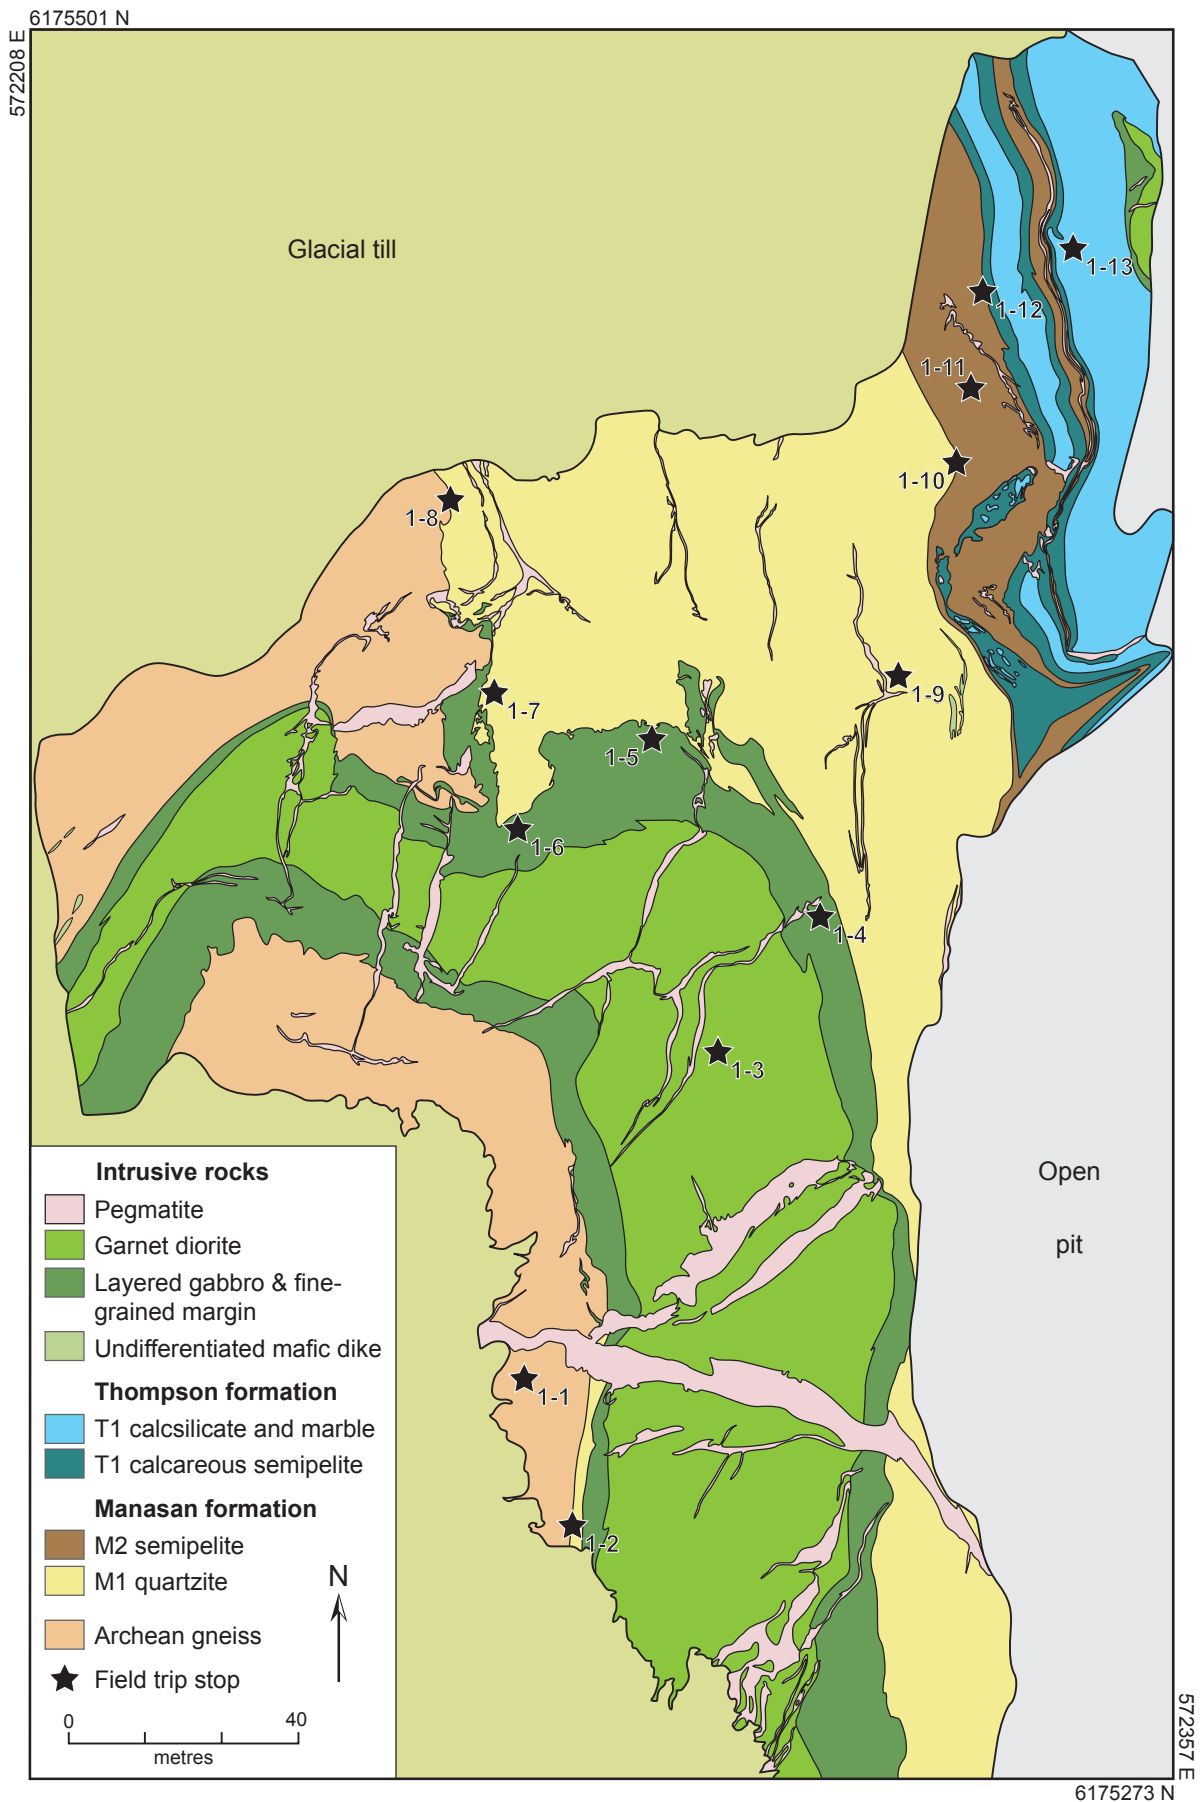 6175501 N
572208 E
Glacial till
1-13
1-12
1-11
1-10
1-8
1-9
1-7
1-5
1-6
1-4
1-3
Open
pit
1-1
1-2
Intrusive rocks
Pegmatite
Garnet diorite
Layered gabbro & fine-
grained margin
Undifferentiated mafic dike
Thompson formation
T1 calcsilicate and marble
T1 calcareous semipelite
Manasan formation
M2 semipelite
M1 quartzite
N
Archean gneiss
Field trip stop
0 40
metres
572357 E
6175273 N